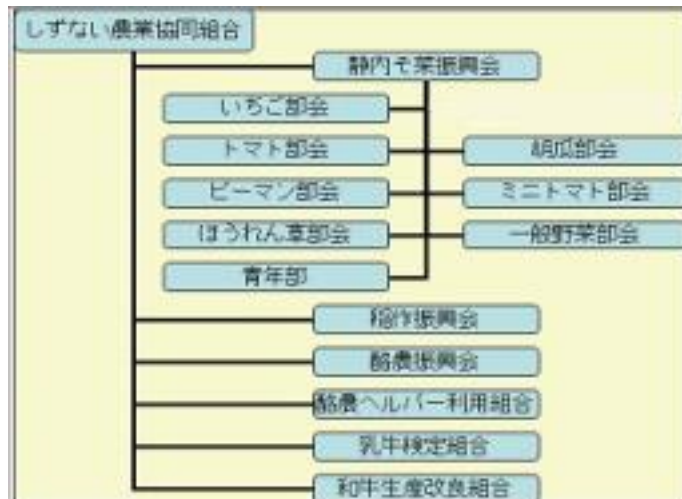 しずない農業協同組合
静内そ菜振興会
いちご部会
トマト部会
胡瓜部会
ピーマン部会
ミニトマト部会
ほうれん草部会
一般野菜部会
青年部
稲作振興会
酪農振興会
酪農ヘルパー利用組合
乳牛検定組合
和牛生産改良組合